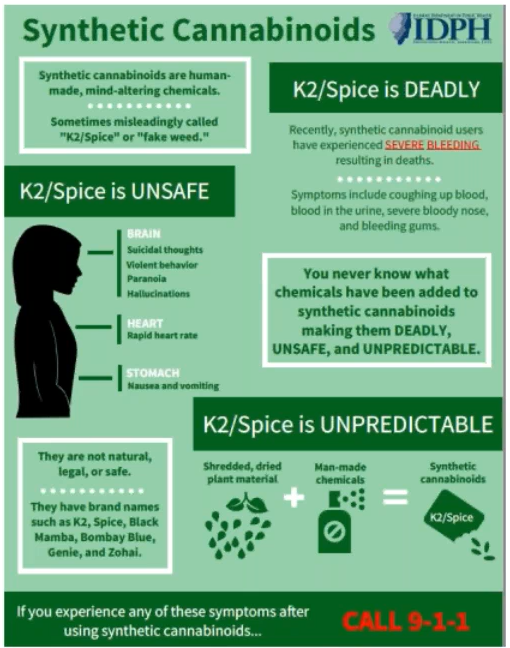 Synthetic Cannabinoids
IDPH
Synthetic cannabinoids are human-
made, mind-altering chemicals.
Sometimes misleadingly called
"K2/Spice" or "fake weed."
K2/Spice is DEADLY
Recently, synthetic cannabinoid users
have experienced SEVERE BLEEDING
resulting in deaths.
Symptoms include coughing up blood,
blood in the urine, severe bloody nose,
and bleeding gums.
K2/Spice is UNSAFE
BRAIN
Suicidal thoughts
Violent behavior
Paranoia
Hallucinations
HEART
Rapid heart rate
STOMACH
Nausea and vomiting
You never know what
chemicals have been added to
synthetic cannabinoids
making them DEADLY,
UNSAFE, and UNPREDICTABLE.
K2/Spice is UNPREDICTABLE
They are not natural,
legal, or safe.
They have brand names
such as K2, Spice, Black
Mamba, Bombay Blue,
Genie, and Zohai.
Shredded, dried
plant material
+
Man-made
chemicals
=
Synthetic
cannabinoids
K2/Spice
If you experience any of these symptoms after
using synthetic cannabinoids...
CALL 9-1-1